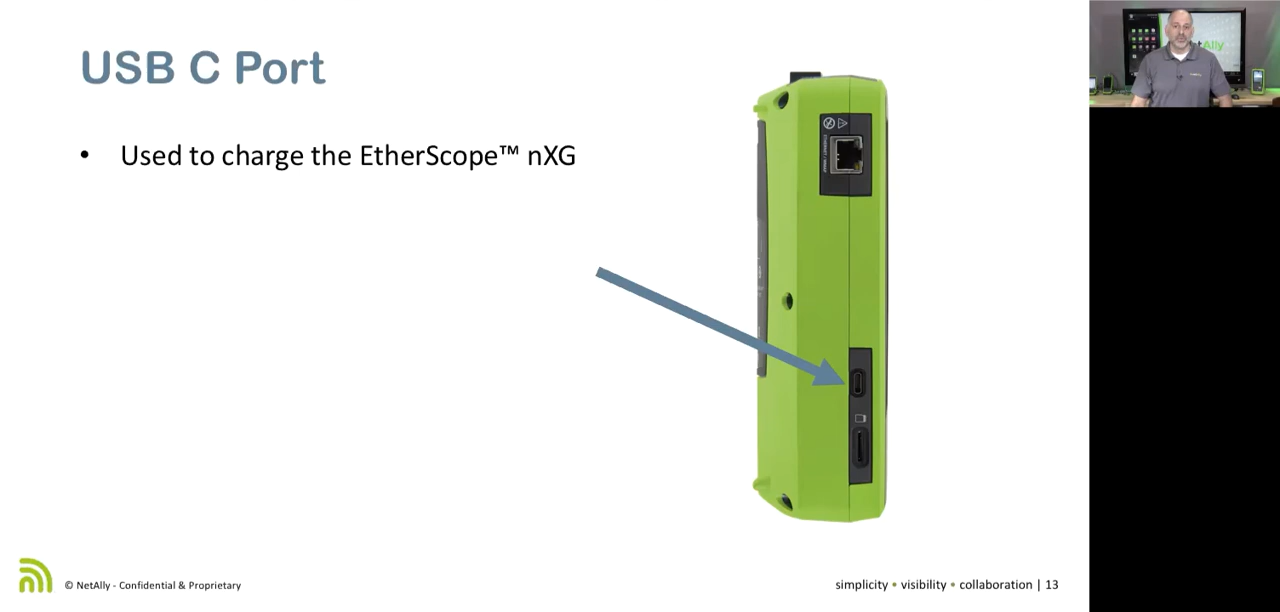 USB C Port
• Used to charge the EtherScope™ nXG
© NetAlly - Confidential & Proprietary
simplicity • visibility • collaboration | 13